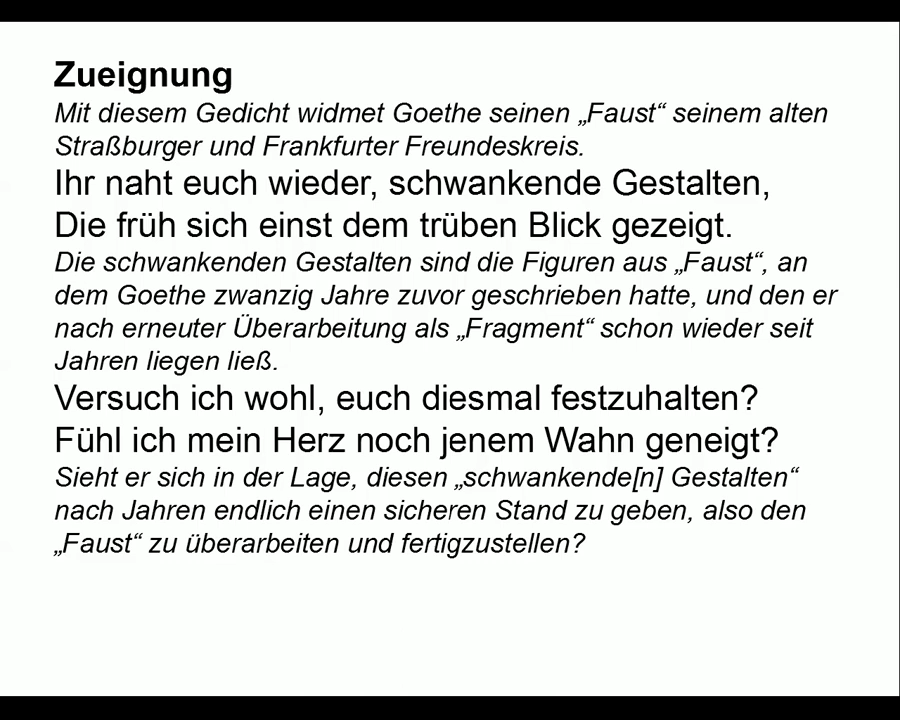 Zueignung
Mit diesem Gedicht widmet Goethe seinen „Faust“ seinem alten
Straßburger und Frankfurter Freundeskreis.
Ihr naht euch wieder, schwankende Gestalten,
Die früh sich einst dem trüben Blick gezeigt.
Die schwankenden Gestalten sind die Figuren aus „Faust“, an
dem Goethe zwanzig Jahre zuvor geschrieben hatte, und den er
nach erneuter Überarbeitung als „Fragment“ schon wieder seit
Jahren liegen ließ.
Versuch ich wohl, euch diesmal festzuhalten?
Fühl ich mein Herz noch jenem Wahn geneigt?
Sieht er sich in der Lage, diesen „schwankende[n] Gestalten“
nach Jahren endlich einen sicheren Stand zu geben, also den
„Faust“ zu überarbeiten und fertigzustellen?